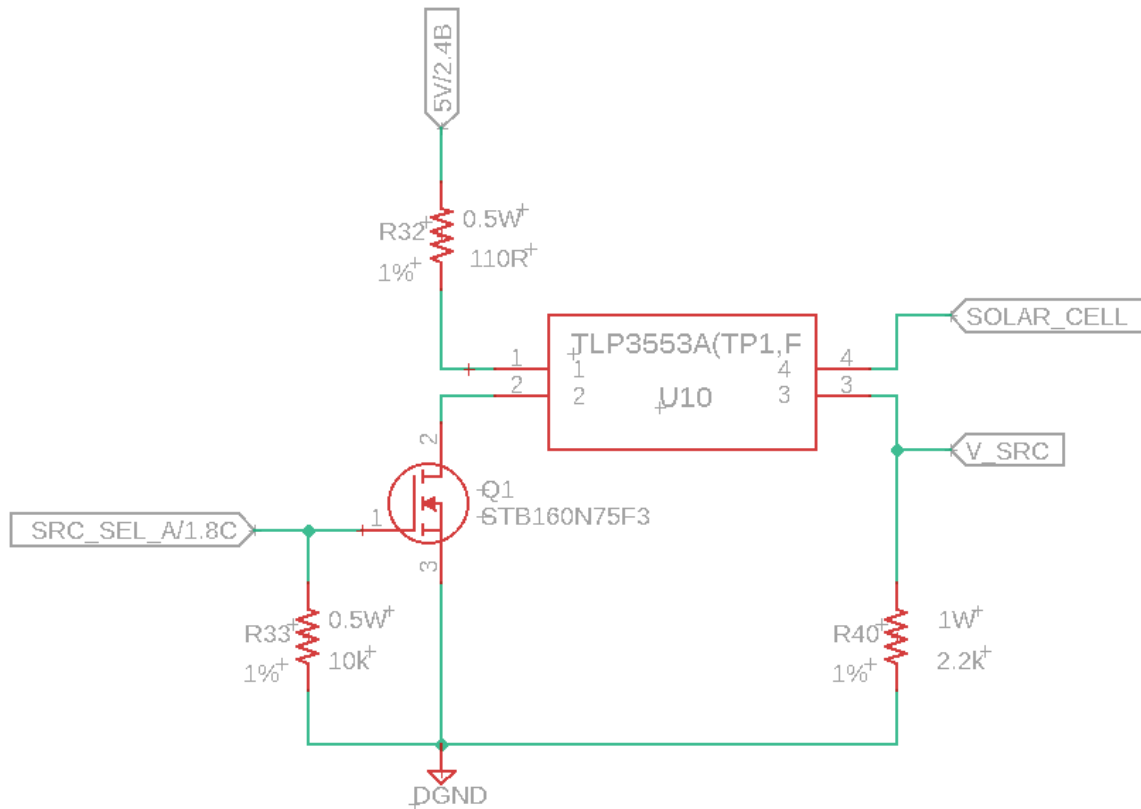 5V/2.4B
R32
0.5W
1%
110R
TLP3553A(TP1,F
U10
1
2
1
2
4
3
4
3
SOLAR_CELL
V_SRC
2
Q1
STB160N75F3
1
3
SRC_SEL_A/1.8C
R33
0.5W
1%
10k
R40
1W
1%
2.2k
DGND